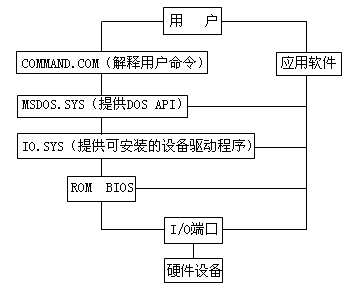 用 户
COMMAND.COM（解释用户命令）
应用软件
MSDOS.SYS（提供DOS API）
IO.SYS（提供可安装的设备驱动程序）
ROM BIOS
I/O端口
硬件设备